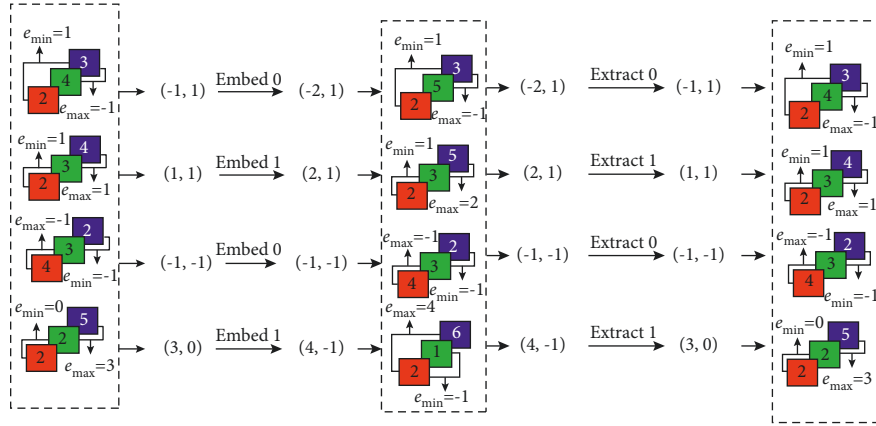 e_min=1
3
4
2
e_max=-1
(-1, 1)
Embed 0
(-2, 1)
e_min=1
3
5
2
e_max=-1
(-2, 1)
Extract 0
(-1, 1)
e_min=1
3
4
2
e_max=-1
e_min=1
4
3
2
e_max=1
(1, 1)
Embed 1
(2, 1)
e_min=1
5
3
2
e_max=2
(2, 1)
Extract 1
(1, 1)
e_min=1
4
3
2
e_max=1
e_max=-1
2
3
4
e_min=-1
(-1, -1)
Embed 0
(-1, -1)
e_max=-1
2
3
4
e_min=-1
(-1, -1)
Extract 0
(-1, -1)
e_max=-1
2
3
4
e_min=-1
e_min=0
5
2
2
e_max=3
(3, 0)
Embed 1
(4, -1)
e_max=4
6
1
2
e_min=-1
(4, -1)
Extract 1
(3, 0)
e_min=0
5
2
2
e_max=3